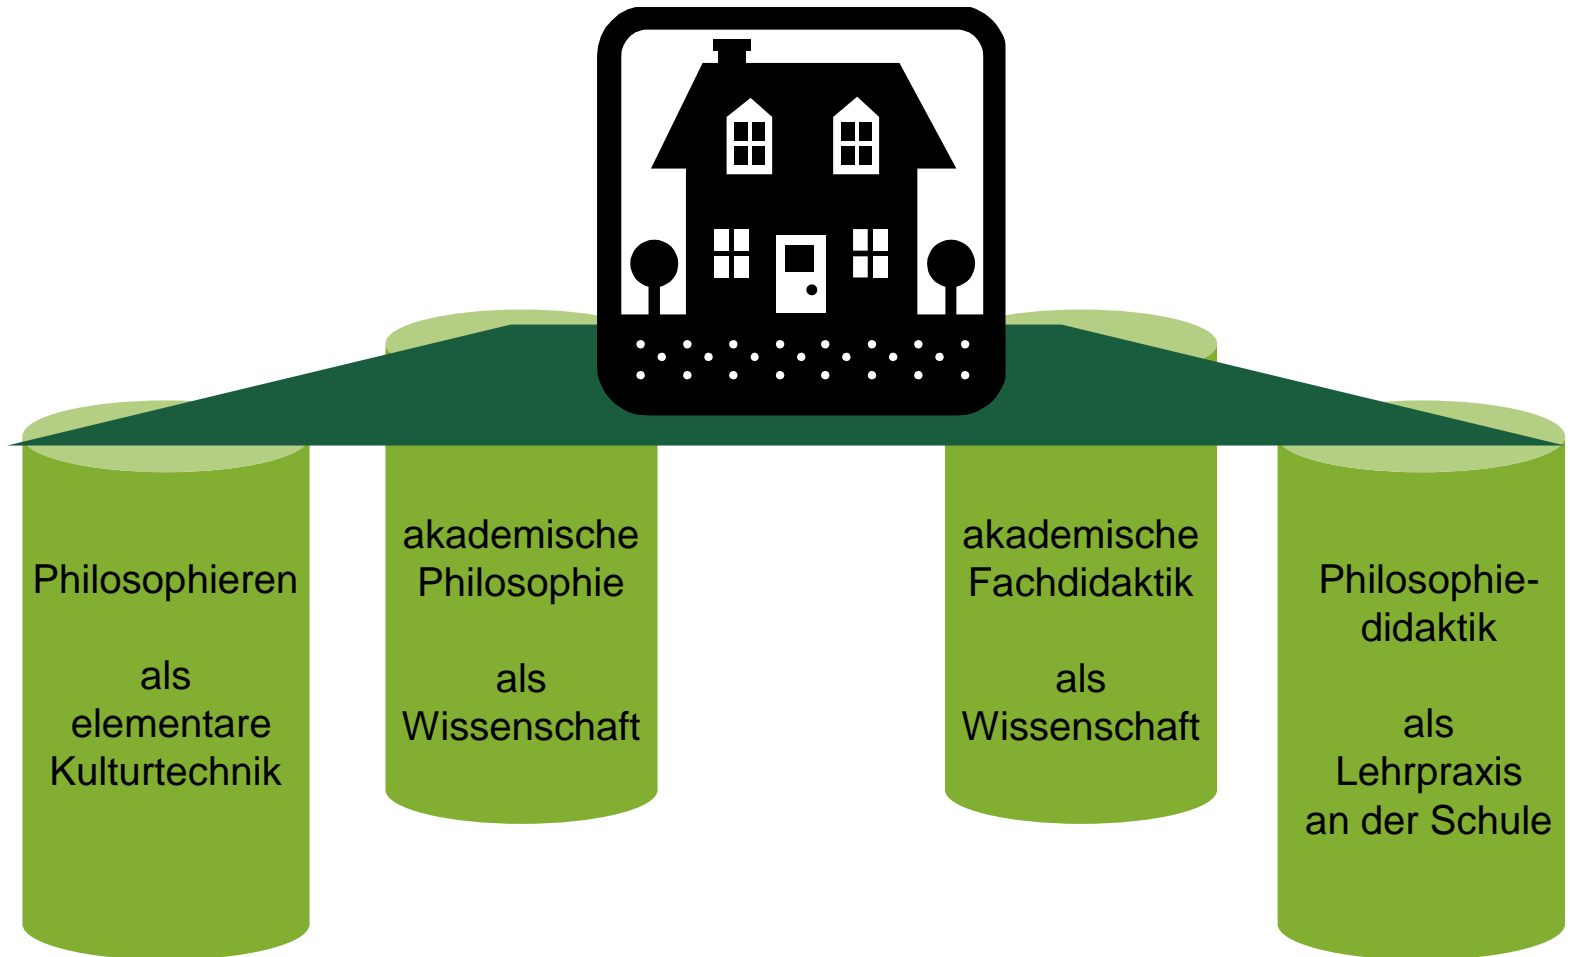 Philosophieren
als
elementare
Kulturtechnik
akademische
Philosophie
als
Wissenschaft
akademische
Fachdidaktik
als
Wissenschaft
Philosophie-
didaktik
als
Lehrpraxis
an der Schule